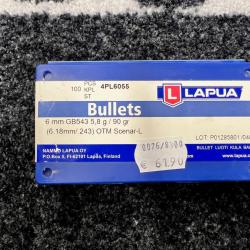 PCS
100 KPL 4PL6055
ST
L LAPUA
Bullets
6 mm GB543 5,8 g / 90 gr
(6.18mm/.243) OTM Scenar-L
0076/8300
€ 61.90
LOT: P01285801 /04
NAMMO LAPUA OY
P.O.Box 5, FI-62101 Lapua, Finland
BULLET LUOTI KULA